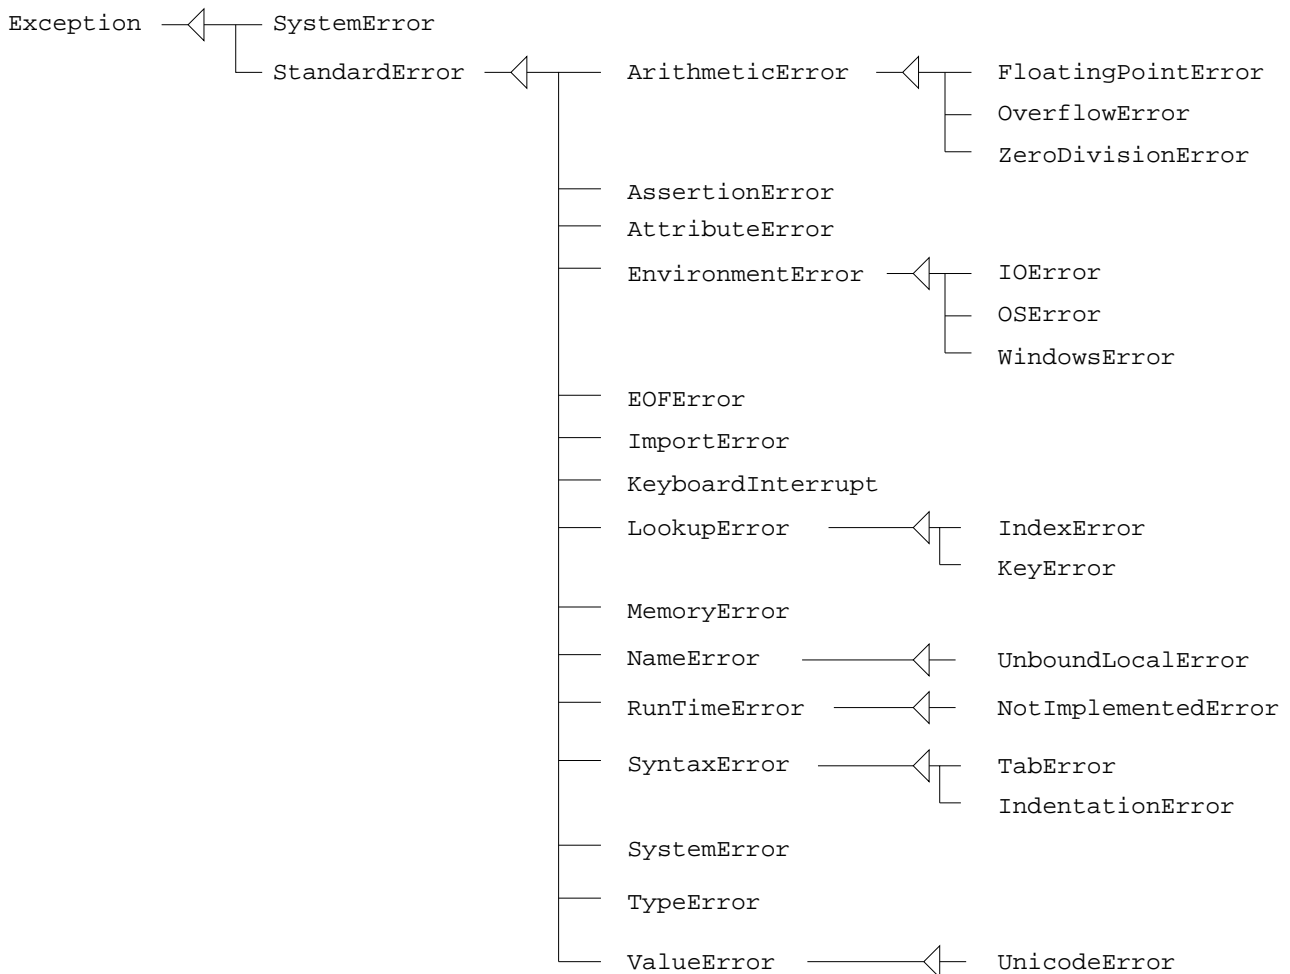 Exception SystemError
StandardError ArithmeticError FloatingPointError
OverflowError
ZeroDivisionError
AssertionError
AttributeError
EnvironmentError IOError
OSError
WindowsError
EOFError
ImportError
KeyboardInterrupt
LookupError IndexError
KeyError
MemoryError
NameError UnboundLocalError
RunTimeError NotImplementedError
SyntaxError TabError
IndentationError
SystemError
TypeError
ValueError UnicodeError